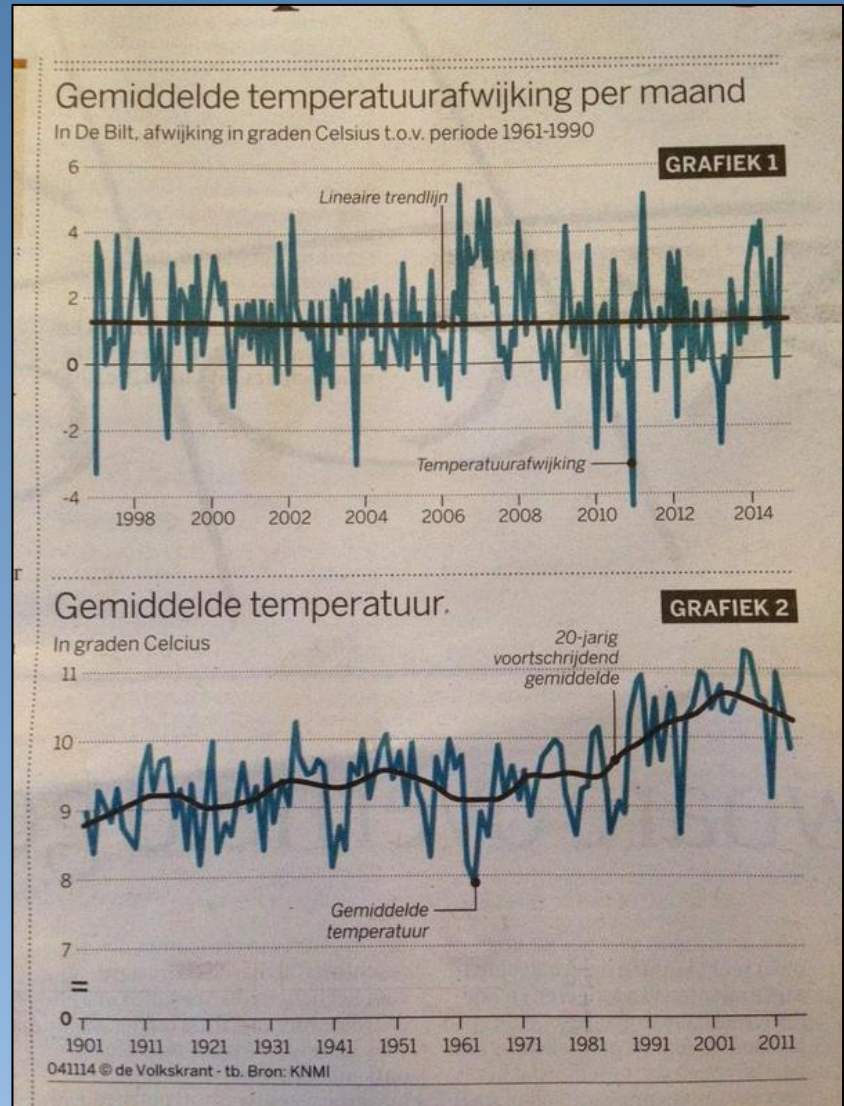 Gemiddelde temperatuurafwijking per maand
In De Bilt, afwijking in graden Celsius t.o.v. periode 1961-1990
GRAFIEK 1
6
Lineaire trendlijn
4
2
0
-2
Temperatuurafwijking
-4
1998 2000 2002 2004 2006 2008 2010 2012 2014
Gemiddelde temperatuur.
GRAFIEK 2
In graden Celcius
20-jarig
voortschrijdend
gemiddelde
11
10
9
8
Gemiddelde
temperatuur
7
=
0
1901 1911 1921 1931 1941 1951 1961 1971 1981 1991 2001 2011
041114 © de Volkskrant - tb. Bron: KNMI